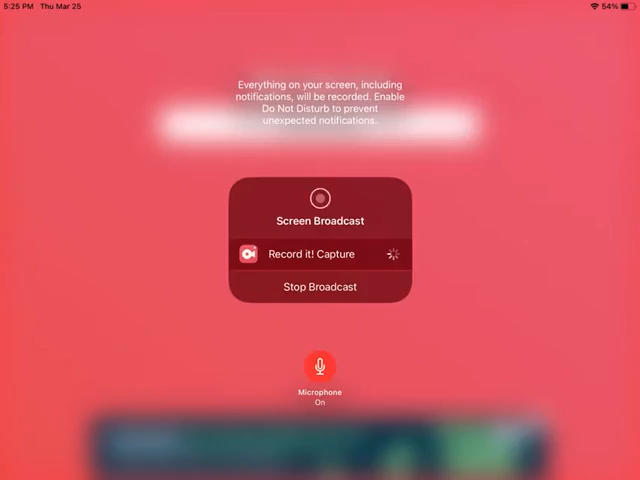 5:25 PM Thu Mar 25
54%
Everything on your screen, including
notifications, will be recorded. Enable
Do Not Disturb to prevent
unexpected notifications.
Screen Broadcast
Record it! Capture
Stop Broadcast
Microphone
On